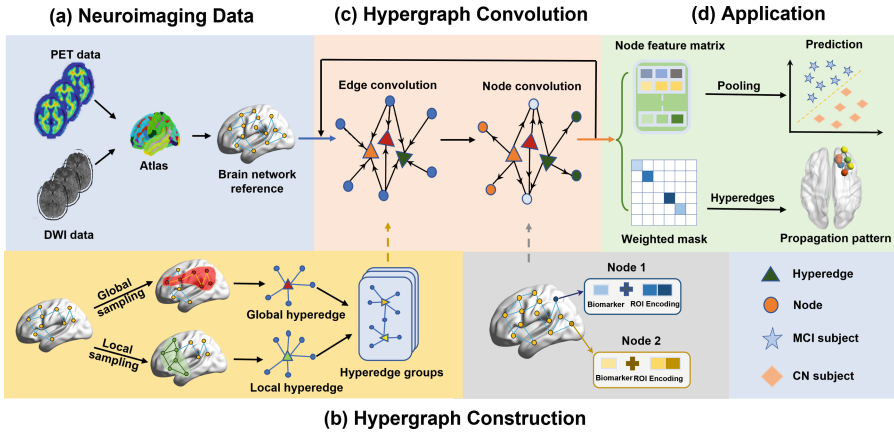 (a) Neuroimaging Data
(c) Hypergraph Convolution
(d) Application
PET data
Atlas
DWI data
Brain network
reference
Edge convolution
Node convolution
Node feature matrix
Pooling
Prediction
Weighted mask
Hyperedges
Propagation pattern
Global
sampling
Local
sampling
Global hyperedge
Local hyperedge
Hyperedge groups
Node 1
Biomarker
ROI Encoding
Node 2
Biomarker
ROI Encoding
Hyperedge
Node
MCI subject
CN subject
(b) Hypergraph Construction